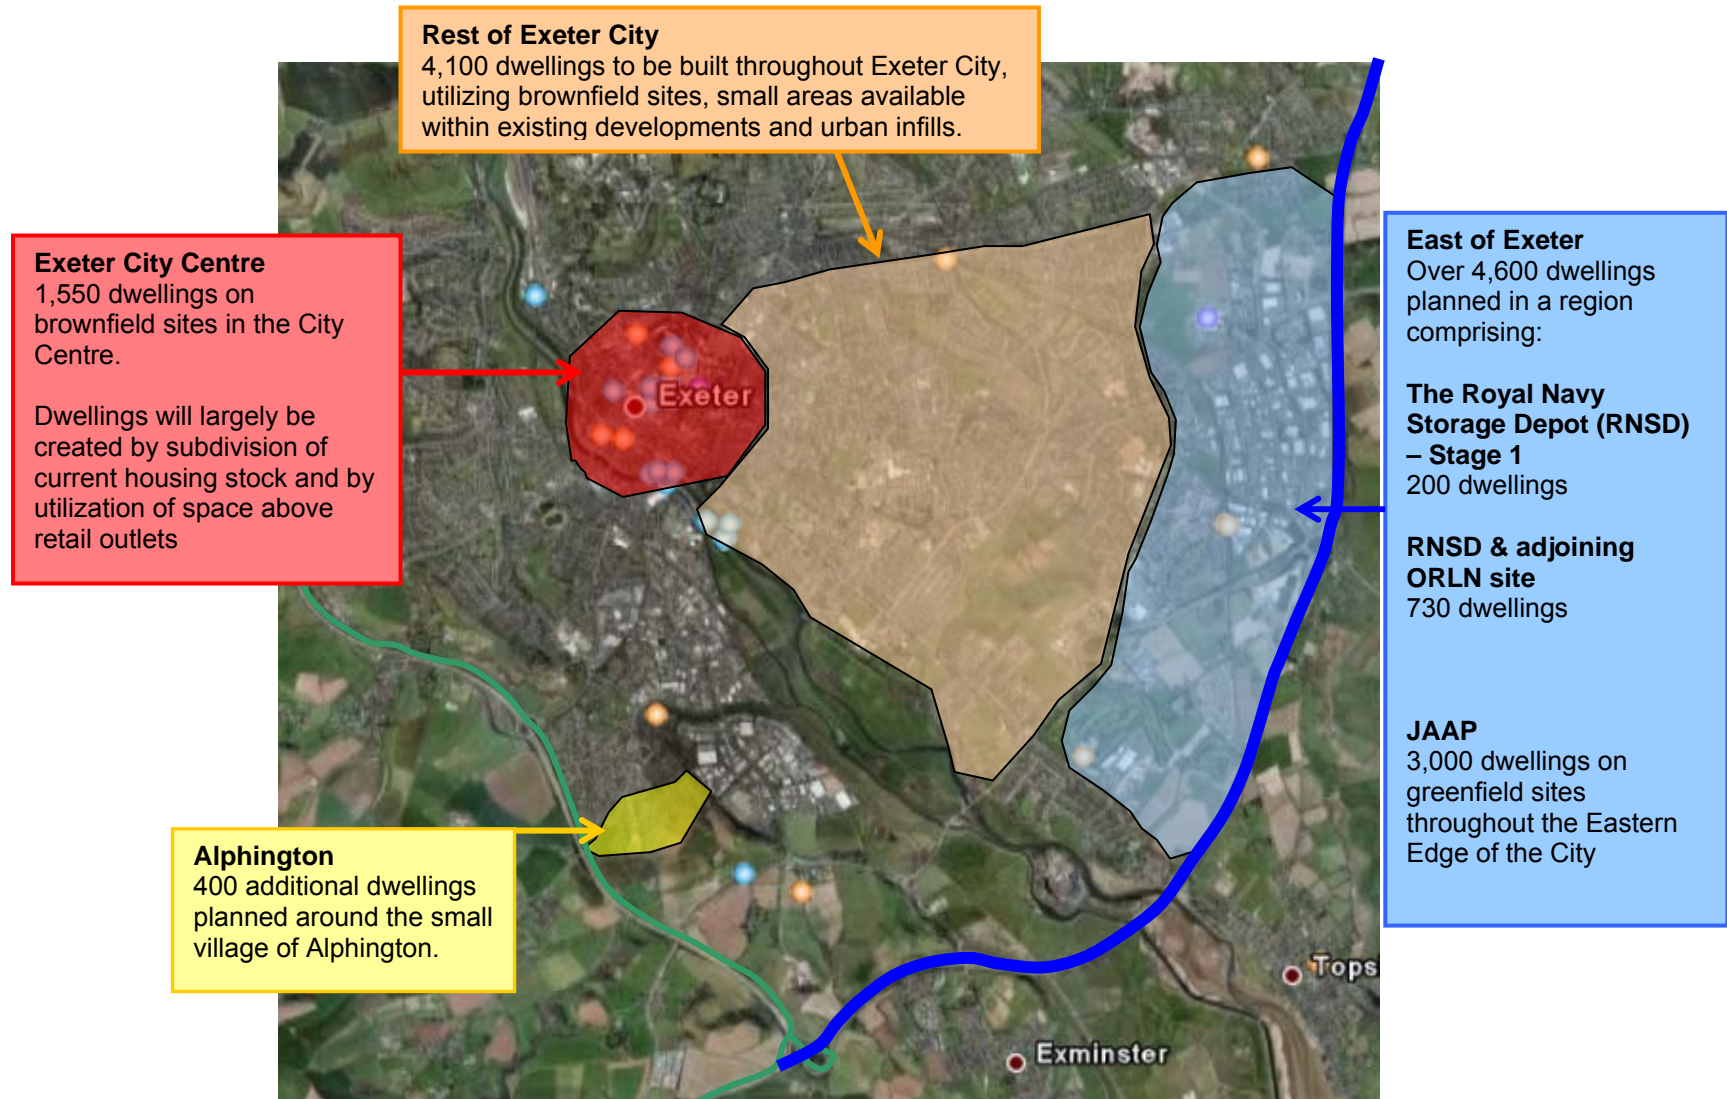 Rest of Exeter City
4,100 dwellings to be built throughout Exeter City,
utilizing brownfield sites, small areas available
within existing developments and urban infills.
Exeter City Centre
1,550 dwellings on
brownfield sites in the City
Centre.
Dwellings will largely be
created by subdivision of
current housing stock and by
utilization of space above
retail outlets
East of Exeter
Over 4,600 dwellings
planned in a region
comprising:
The Royal Navy
Storage Depot (RNSD)
– Stage 1
200 dwellings
RNSD & adjoining
ORLN site
730 dwellings
JAAP
3,000 dwellings on
greenfield sites
throughout the Eastern
Edge of the City
Exeter
Alphington
400 additional dwellings
planned around the small
village of Alphington.
Tops
Exminster